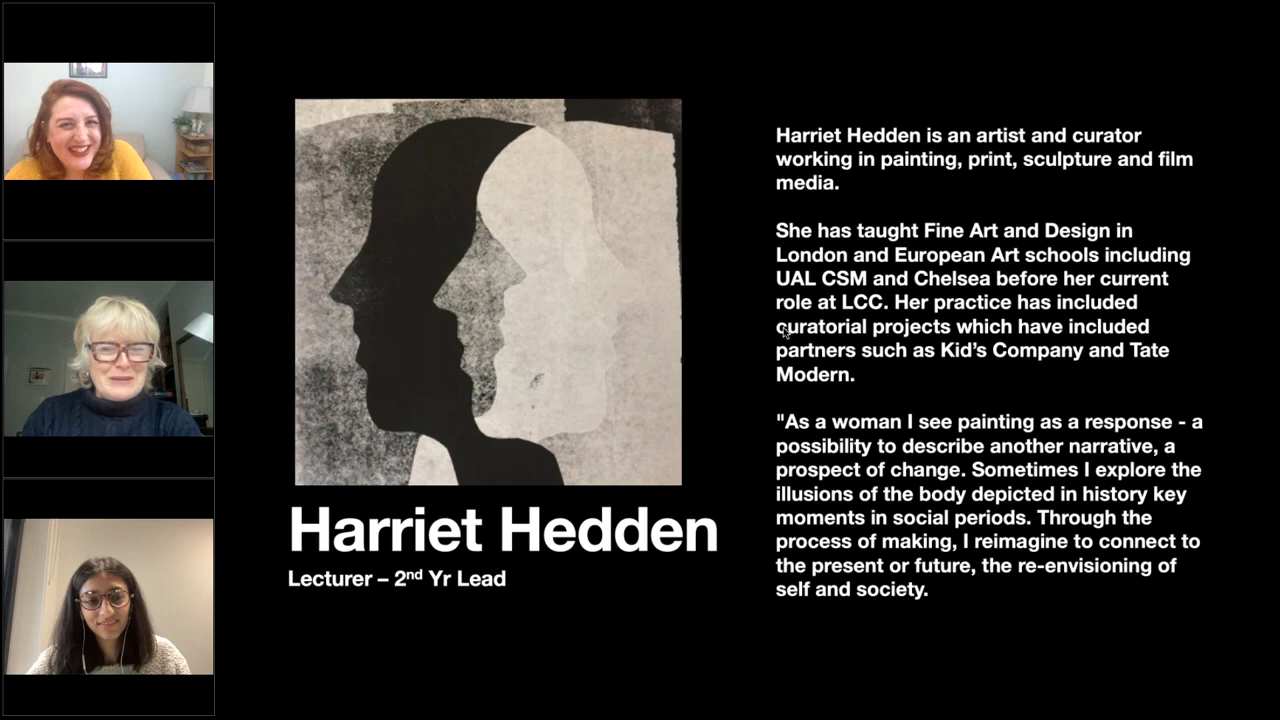 Harriet Hedden
Lecturer – 2nd Yr Lead
Harriet Hedden is an artist and curator
working in painting, print, sculpture and film
media.
She has taught Fine Art and Design in
London and European Art schools including
UAL CSM and Chelsea before her current
role at LCC. Her practice has included
curatorial projects which have included
partners such as Kid’s Company and Tate
Modern.
"As a woman I see painting as a response - a
possibility to describe another narrative, a
prospect of change. Sometimes I explore the
illusions of the body depicted in history key
moments in social periods. Through the
process of making, I reimagine to connect to
the present or future, the re-envisioning of
self and society.